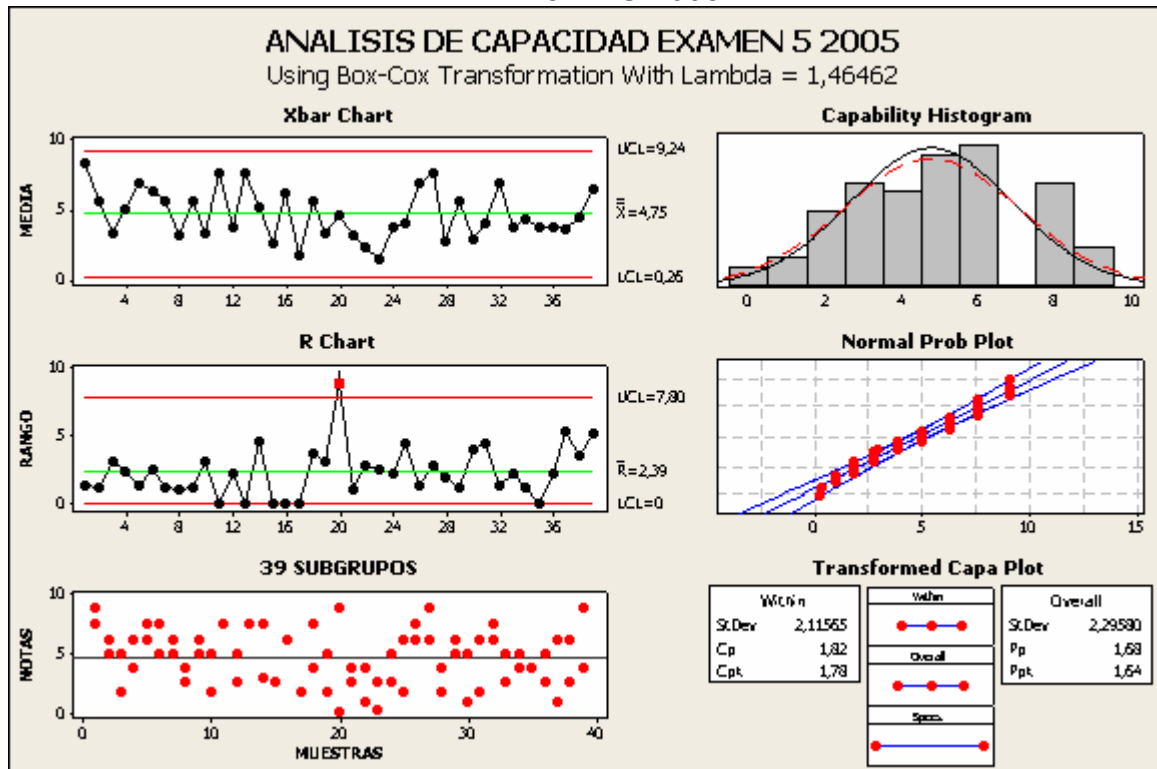 ANALISIS DE CAPACIDAD EXAMEN 5 2005
Using Box-Cox Transformation With Lambda = 1,46462
Xbar Chart
MEDIA
10
5
0
4 8 12 16 20 24 28 32 36
UCL=9,24
X=4,75
LCL=0,26
Capability Histogram
0 2 4 6 8 10
R Chart
RANGO
10
5
0
4 8 12 16 20 24 28 32 36
UCL=7,80
R=2,39
LCL=0
Normal Prob Plot
0 5 10 15
39 SUBGRUPOS
NOTAS
10
5
0
0 10 20 30 40
MUESTRAS
Transformed Capa Plot
Within
StDev 2,11565
Cp 1,82
Cpk 1,78
Within
Overall
Specs
Overall
StDev 2,29580
Pp 1,68
Ppk 1,64